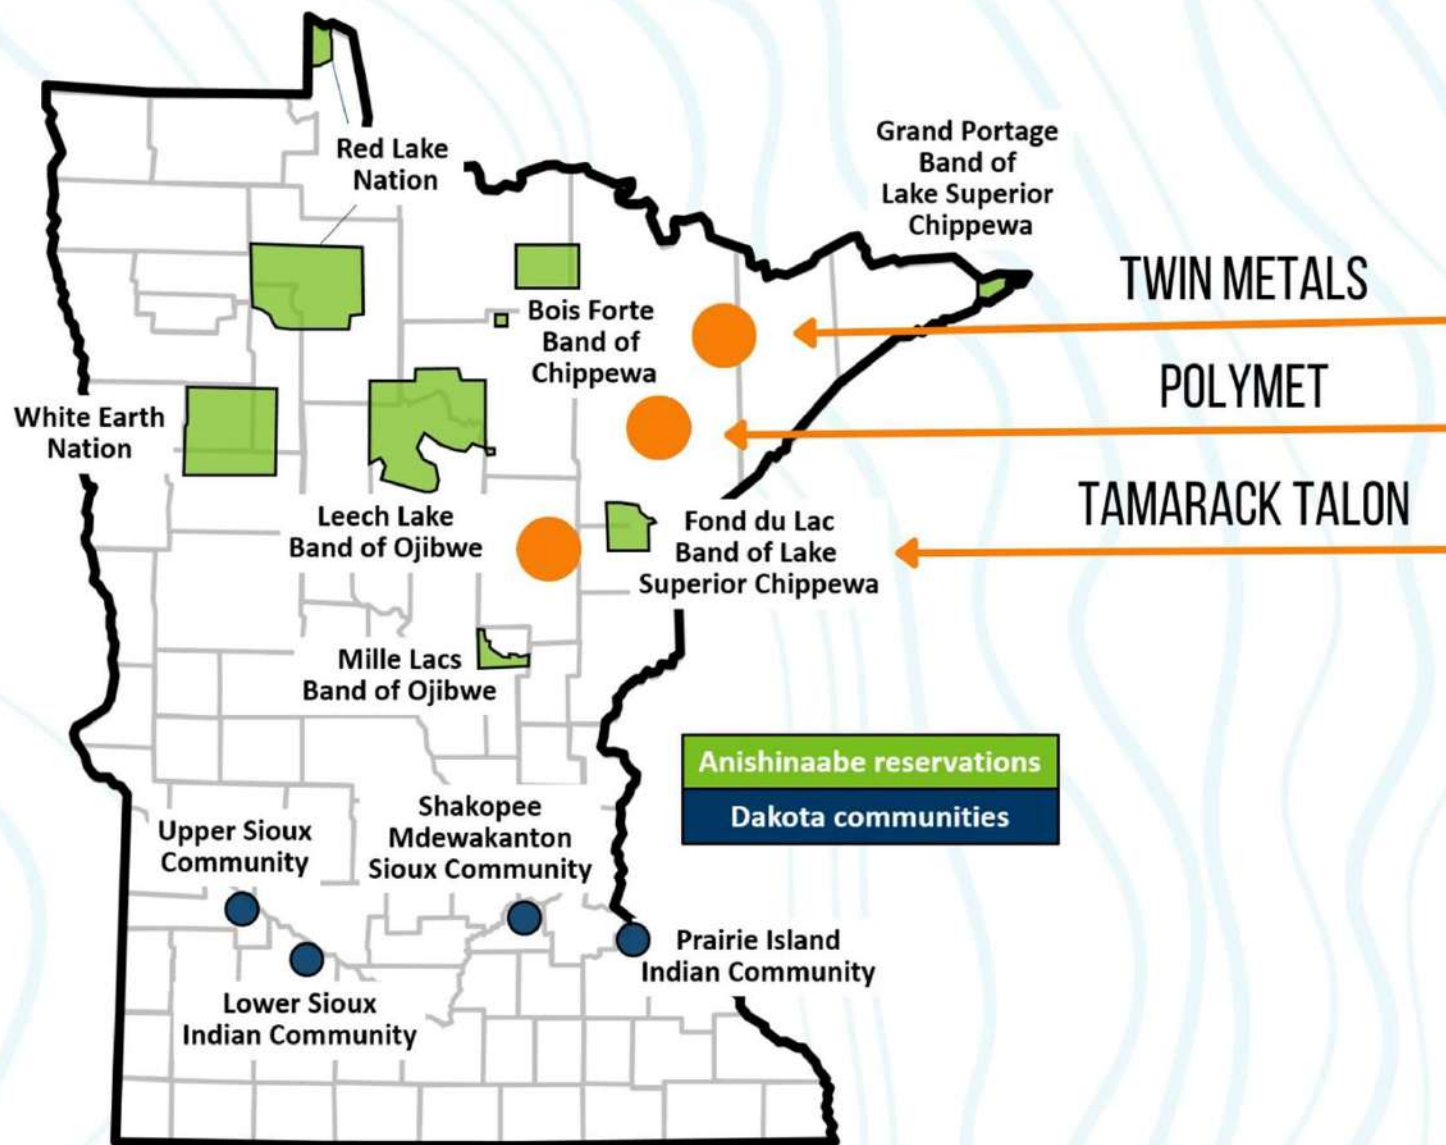 Red Lake
Nation
Grand Portage
Band of
Lake Superior
Chippewa
TWIN METALS
Bois Forte
Band of
Chippewa
POLYMET
White Earth
Nation
TAMARACK TALON
Leech Lake
Band of Ojibwe
Fond du Lac
Band of Lake
Superior Chippewa
Mille Lacs
Band of Ojibwe
Anishinaabe reservations
Dakota communities
Upper Sioux
Community
Shakopee
Mdewakanton
Sioux Community
Prairie Island
Indian Community
Lower Sioux
Indian Community